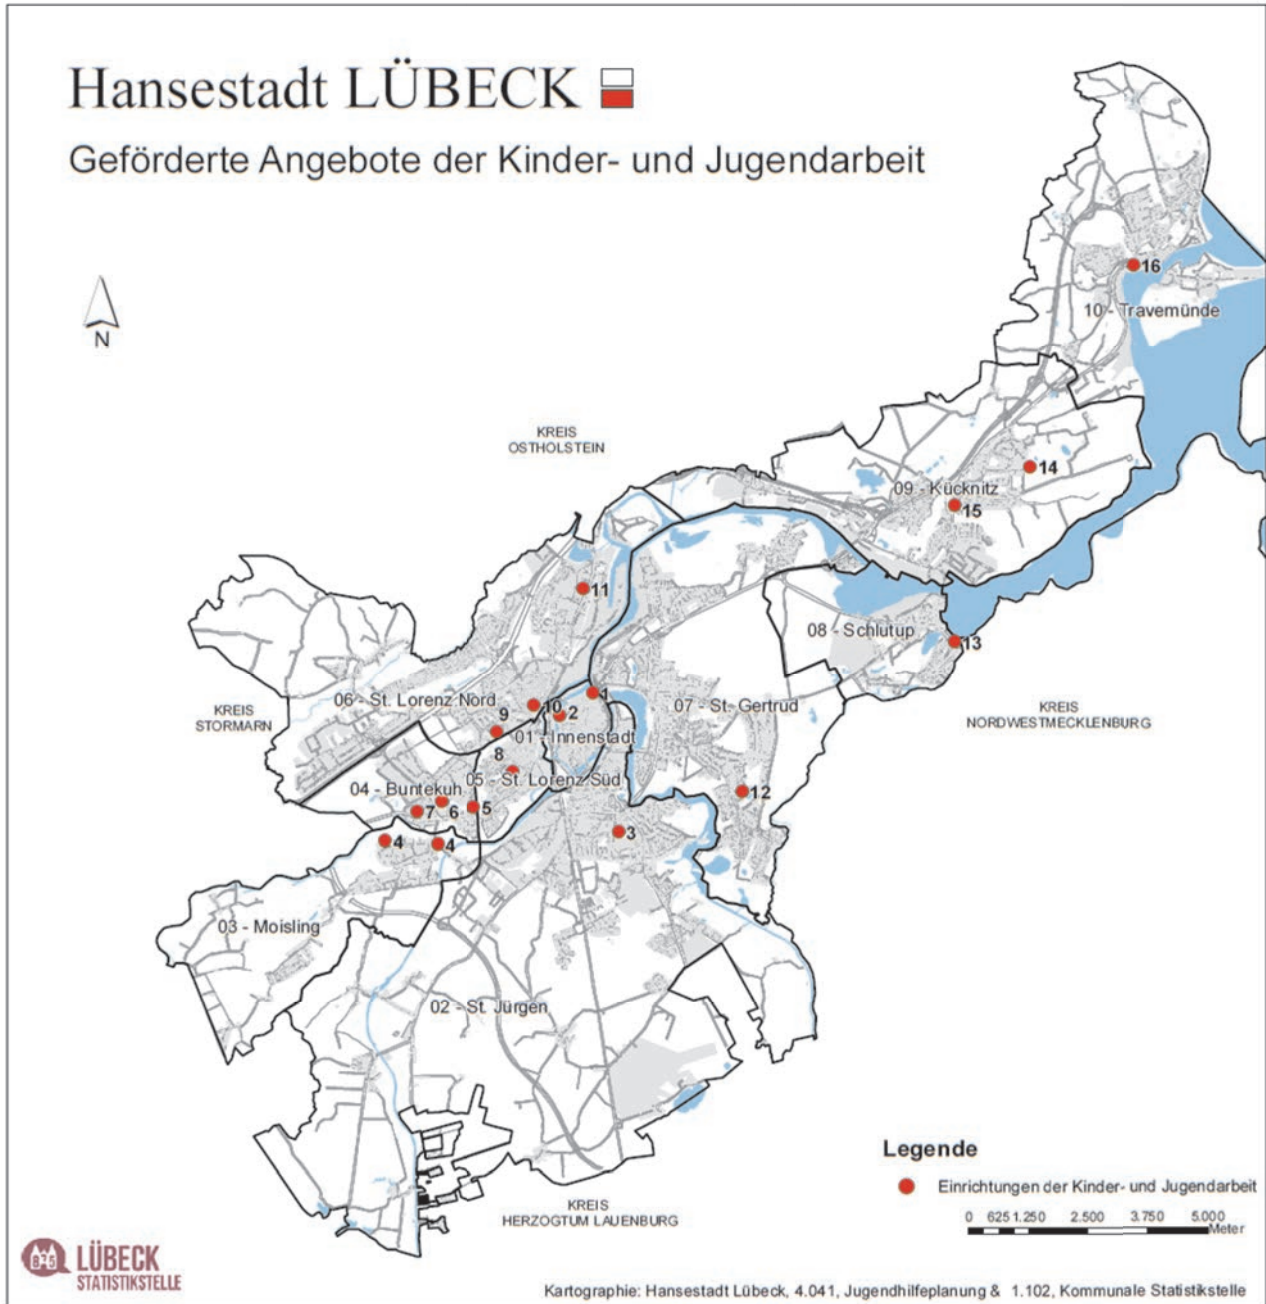 Hansestadt LÜBECK
Geförderte Angebote der Kinder- und Jugendarbeit
N
16
10 - Travemünde
KREIS
OSTHOLSTEIN
14
09 - Kücknitz
15
11
08 - Schlutup
13
06 - St. Lorenz Nord
10
1
2
07 - St. Gertrud
KREIS
STORMARN
KREIS
NORDWESTMECKLENBURG
9
01 - Innenstadt
8
05 - St. Lorenz Süd
04 - Buntekuh
12
7
6
5
3
4
4
03 - Moisling
02 - St. Jürgen
Legende
Einrichtungen der Kinder- und Jugendarbeit
KREIS
HERZOGTUM LAUENBURG
0 625 1.250 2.500 3.750 5.000
Meter
875
LÜBECK
STATISTIKSTELLE
Kartographie: Hansestadt Lübeck, 4.041, Jugendhilfeplanung & 1.102, Kommunale Statistikstelle